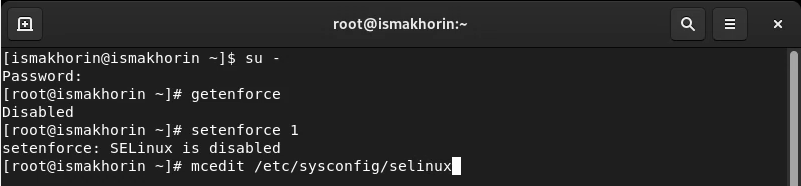 root@ismakhorin:~
[ismakhorin@ismakhorin ~]$ su -
Password:
[root@ismakhorin ~]# getenforce
Disabled
[root@ismakhorin ~]# setenforce 1
setenforce: SELinux is disabled
[root@ismakhorin ~]# mcedit /etc/sysconfig/selinux